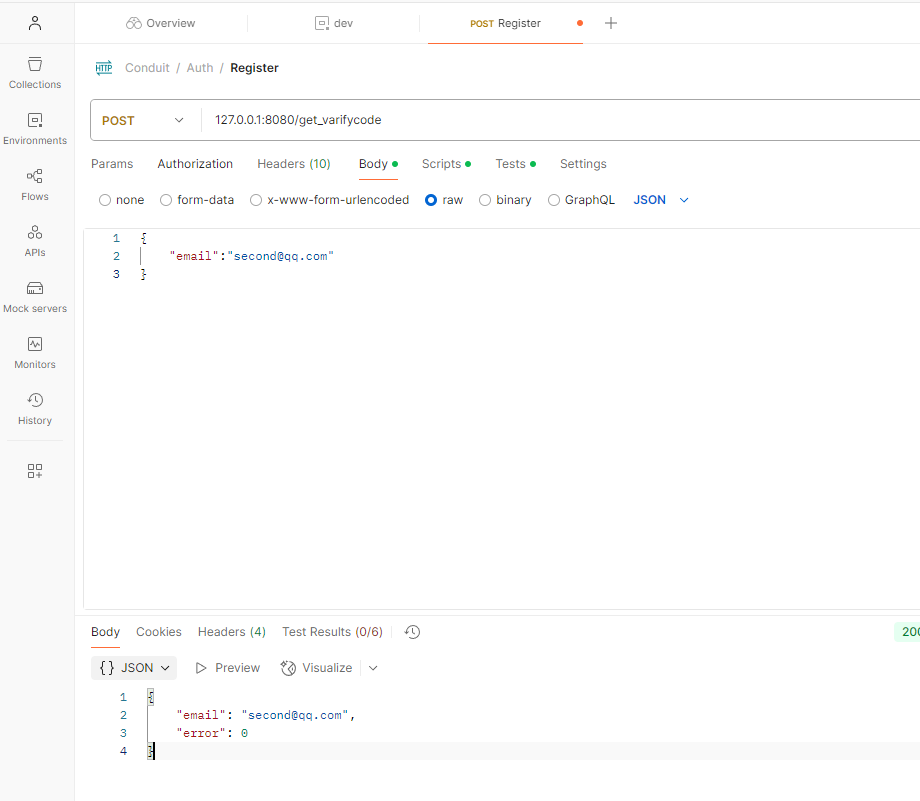 Overview dev POST Register
Conduit / Auth / Register
Collections
POST 127.0.0.1:8080/get_varifycode
Environments
Params Authorization Headers (10) Body Scripts Tests Settings
Flows
none form-data x-www-form-urlencoded raw binary GraphQL JSON
APIs
1 {
2 "email":"second@qq.com"
3 }
Mock servers
Monitors
History
Body Cookies Headers (4) Test Results (0/6) 200
{} JSON Preview Visualize
1 {
2 "email": "second@qq.com",
3 "error": 0
4 }